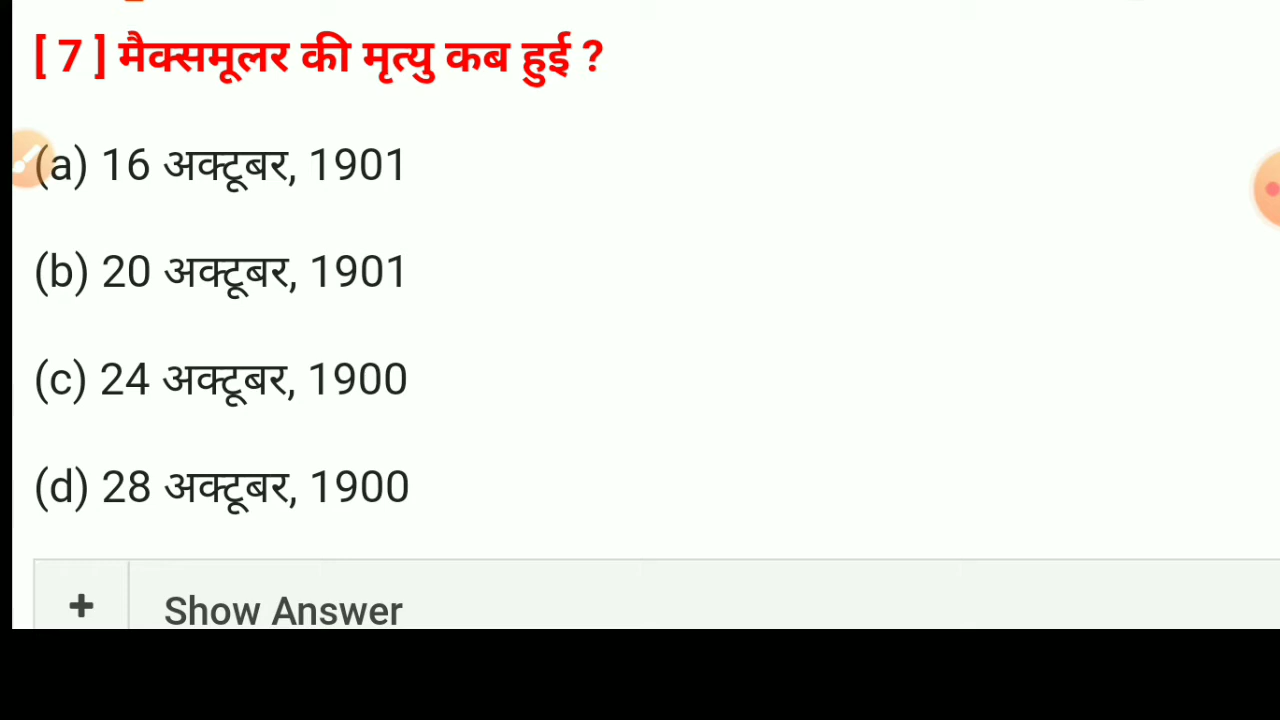 [ 7 ] मैक्समूलर की मृत्यु कब हुई ?
(a) 16 अक्टूबर, 1901
(b) 20 अक्टूबर, 1901
(c) 24 अक्टूबर, 1900
(d) 28 अक्टूबर, 1900
+ Show Answer